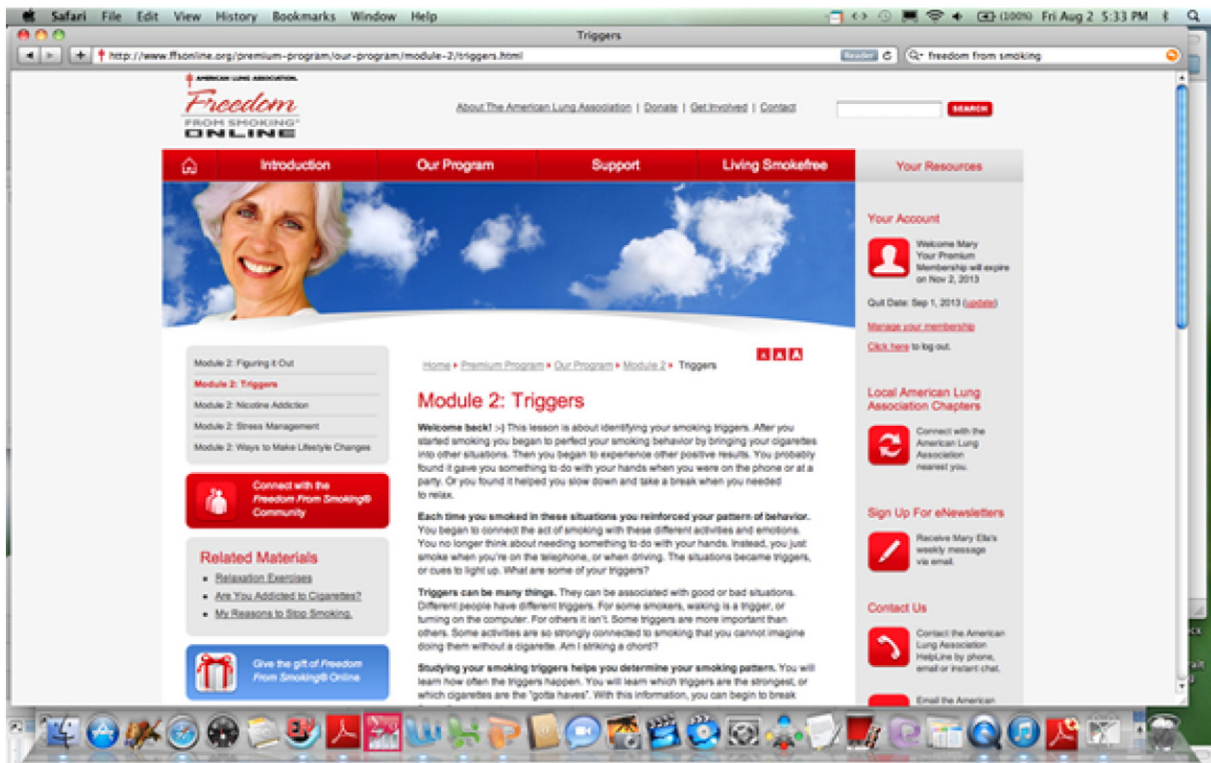 Safari File Edit View History Bookmarks Window Help
(100%) Fri Aug 2 5:33 PM
Triggers
http://www.ffsonline.org/premium-program/our-program/module-2/triggers.html
Reader
freedom from smoking
AMERICAN LUNG ASSOCIATION.
Freedom
FROM SMOKING®
ONLINE
About The American Lung Association | Donate | Get Involved | Contact
SEARCH
Introduction
Our Program
Support
Living Smokefree
Your Resources
Module 2: Figuring it Out
Module 2: Triggers
Module 2: Nicotine Addiction
Module 2: Stress Management
Module 2: Ways to Make Lifestyle Changes
Connect with the
Freedom From Smoking®
Community
Related Materials
Relaxation Exercises
Are You Addicted to Cigarettes?
My Reasons to Stop Smoking.
Give the gift of Freedom
From Smoking® Online
A A A
Home ▸ Premium Program ▸ Our Program ▸ Module 2 ▸ Triggers
Module 2: Triggers
Welcome back! :-) This lesson is about identifying your smoking triggers. After you
started smoking you began to perfect your smoking behavior by bringing your cigarettes
into other situations. Then you began to experience other positive results. You probably
found it gave you something to do with your hands when you were on the phone or at a
party. Or you found it helped you slow down and take a break when you needed
to relax.
Each time you smoked in these situations you reinforced your pattern of behavior.
You began to connect the act of smoking with these different activities and emotions.
You no longer think about needing something to do with your hands. Instead, you just
smoke when you're on the telephone, or when driving. The situations became triggers,
or cues to light up. What are some of your triggers?
Triggers can be many things. They can be associated with good or bad situations.
Different people have different triggers. For some smokers, waking is a trigger, or
turning on the computer. For others it isn't. Some triggers are more important than
others. Some activities are so strongly connected to smoking that you cannot imagine
doing them without a cigarette. Am I striking a chord?
Studying your smoking triggers helps you determine your smoking pattern. You will
learn how often the triggers happen. You will learn which triggers are the strongest, or
which cigarettes are the "gotta haves". With this information, you can begin to break
Your Account
Welcome Mary
Your Premium
Membership will expire
on Nov 2, 2013
Quit Date: Sep 1, 2013 (update)
Manage your membership
Click here to log out.
Local American Lung
Association Chapters
Connect with the
American Lung
Association
nearest you.
Sign Up For eNewsletters
Receive Mary Ella's
weekly message
via email.
Contact Us
Contact the American
Lung Association
HelpLine by phone,
email or instant chat.
Email the American